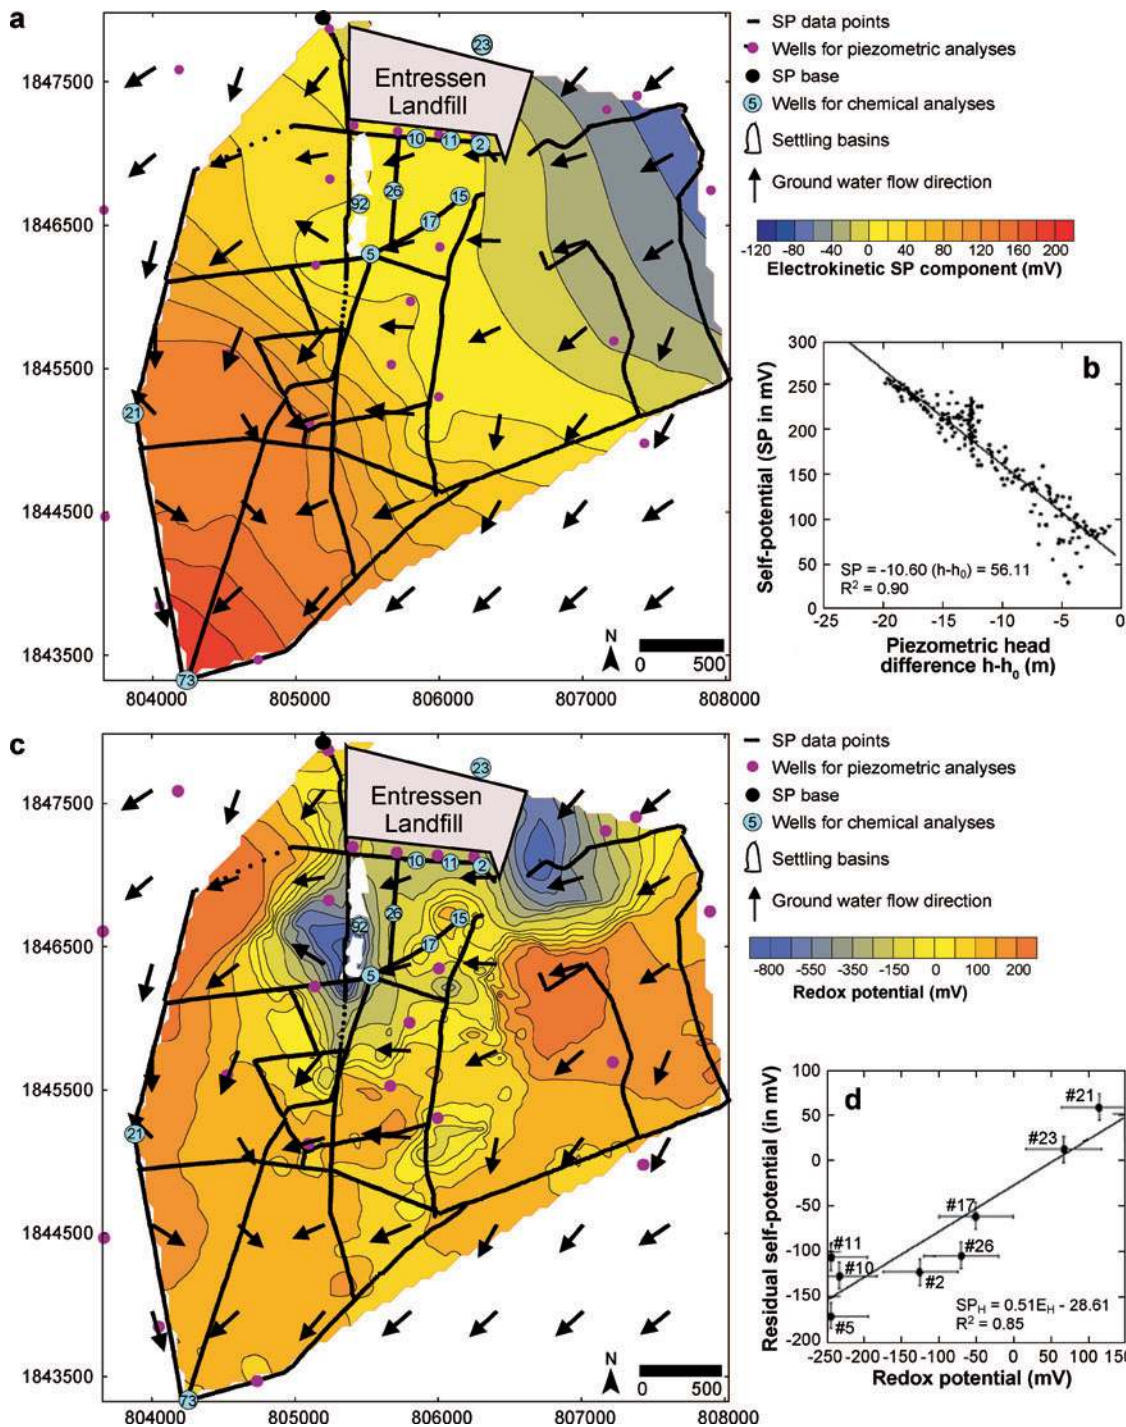 a
23
Entressen
Landfill
10
11
2
26
15
92
17
5
21
73
1847500
1846500
1845500
1844500
1843500
804000
805000
806000
807000
808000
N
0
500
SP data points
Wells for piezometric analyses
SP base
5 Wells for chemical analyses
Settling basins
Ground water flow direction
-120 -80 -40 0 40 80 120 160 200
Electrokinetic SP component (mV)
b
300
250
200
150
100
50
0
-25 -20 -15 -10 -5 0
Self-potential (SP in mV)
SP = -10.60 (h-h0) = 56.11
R2 = 0.90
Piezometric head
difference h-h0 (m)
c
23
Entressen
Landfill
10
11
2
26
15
92
17
5
21
73
1847500
1846500
1845500
1844500
1843500
804000
805000
806000
807000
808000
N
0
500
SP data points
Wells for piezometric analyses
SP base
5 Wells for chemical analyses
Settling basins
Ground water flow direction
-800 -550 -350 -150 0 200
Redox potential (mV)
d
100
50
0
-50
-100
-150
-200
-250 -200 -150 -100 -50 0 50 100 150
Residual self-potential (in mV)
#21
#23
#17
#11
#26
#10
#2
#5
SPH = 0.51EH - 28.61
R2 = 0.85
Redox potential (mV)